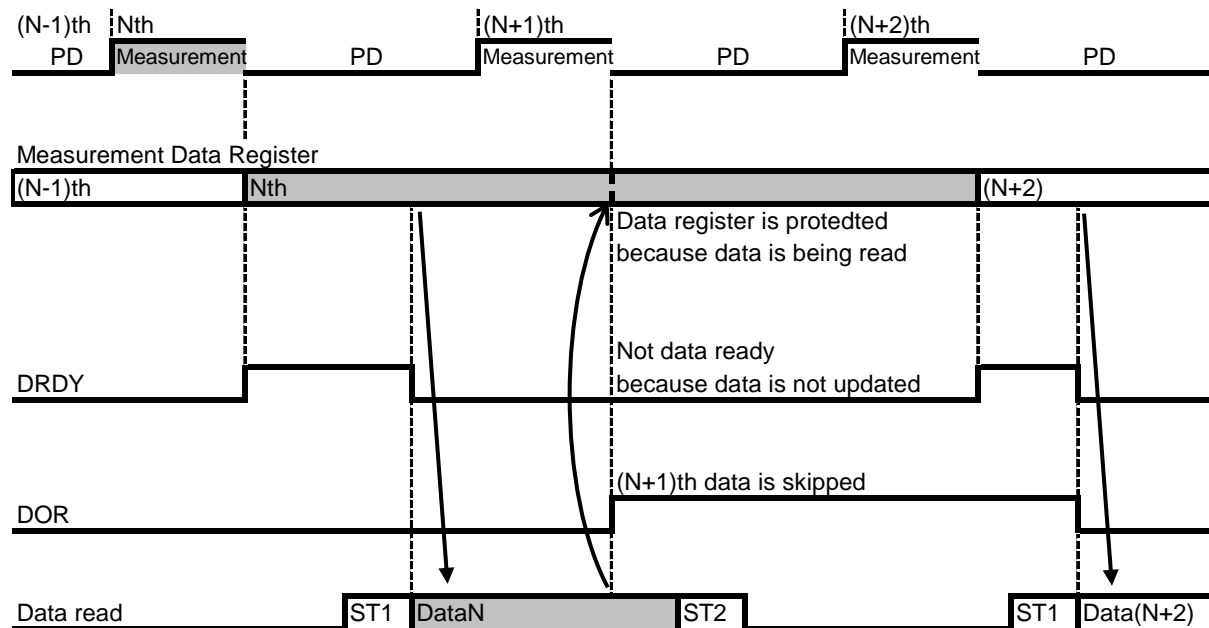 (N-1)th Nth (N+1)th (N+2)th
PD Measurement PD Measurement PD Measurement PD
Measurement Data Register
(N-1)th Nth (N+2)
Data register is protedted
because data is being read
Not data ready
DRDY because data is not updated
(N+1)th data is skipped
DOR
Data read ST1 DataN ST2 ST1 Data(N+2)